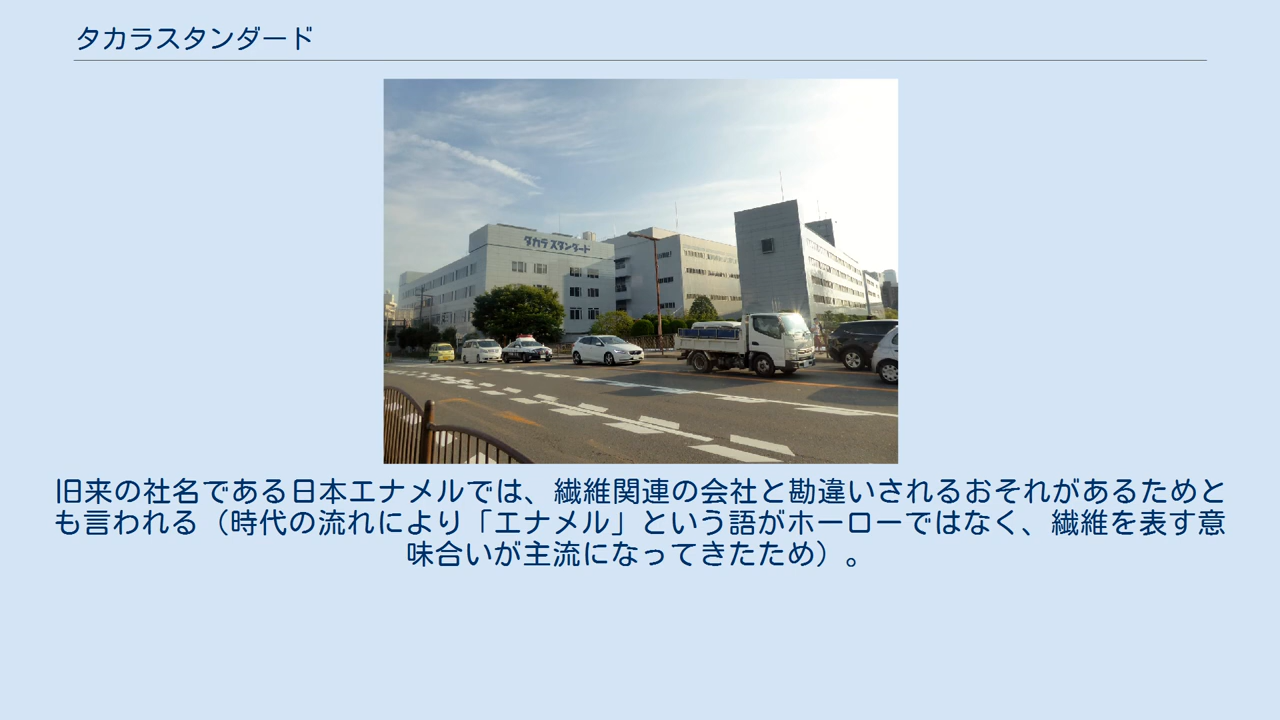 タカラスタンダード
タカラスタンダード
旧来の社名である日本エナメルでは、繊維関連の会社と勘違いされるおそれがあるためと
も言われる（時代の流れにより「エナメル」という語がホーローではなく、繊維を表す意
味合いが主流になってきたため）。